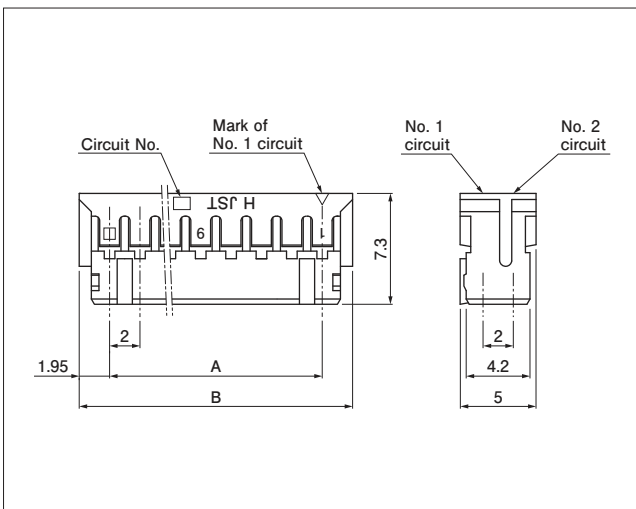 Circuit No.
Mark of
No. 1 circuit
H JST
9
1
7.3
2
1.95
A
B
No. 1
circuit
No. 2
circuit
2
4.2
5